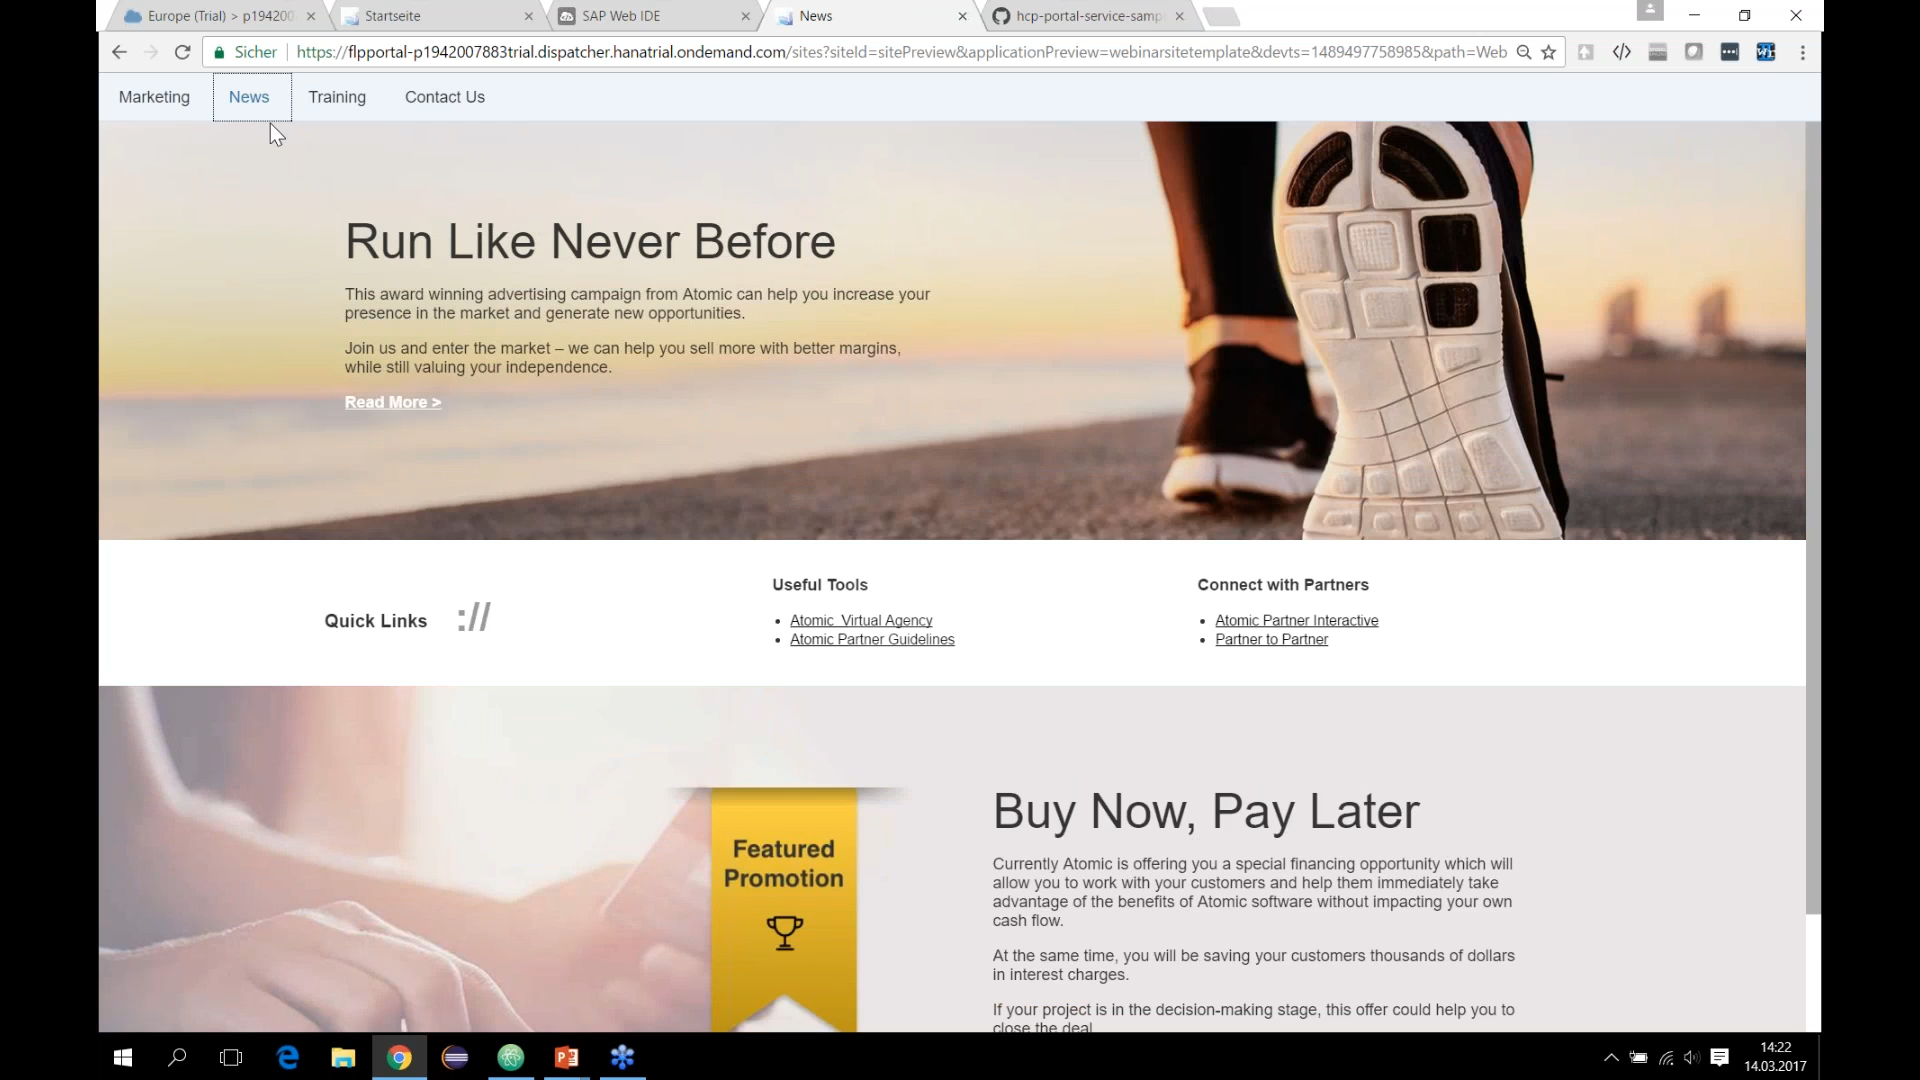 Europe (Trial) > p194200
Startseite
SAP Web IDE
News
hcp-portal-service-samp
Sicher
https://flpportal-p1942007883trial.dispatcher.hanatrial.ondemand.com/sites?siteId=sitePreview&applicationPreview=webinarsitetemplate&devts=1489497758985&path=Web
Marketing
News
Training
Contact Us
Run Like Never Before
This award winning advertising campaign from Atomic can help you increase your
presence in the market and generate new opportunities.
Join us and enter the market – we can help you sell more with better margins,
while still valuing your independence.
Read More >
Quick Links ://
Useful Tools
Atomic Virtual Agency
Atomic Partner Guidelines
Connect with Partners
Atomic Partner Interactive
Partner to Partner
Featured
Promotion
Buy Now, Pay Later
Currently Atomic is offering you a special financing opportunity which will
allow you to work with your customers and help them immediately take
advantage of the benefits of Atomic software without impacting your own
cash flow.
At the same time, you will be saving your customers thousands of dollars
in interest charges.
If your project is in the decision-making stage, this offer could help you to
close the deal
14:22
14.03.2017